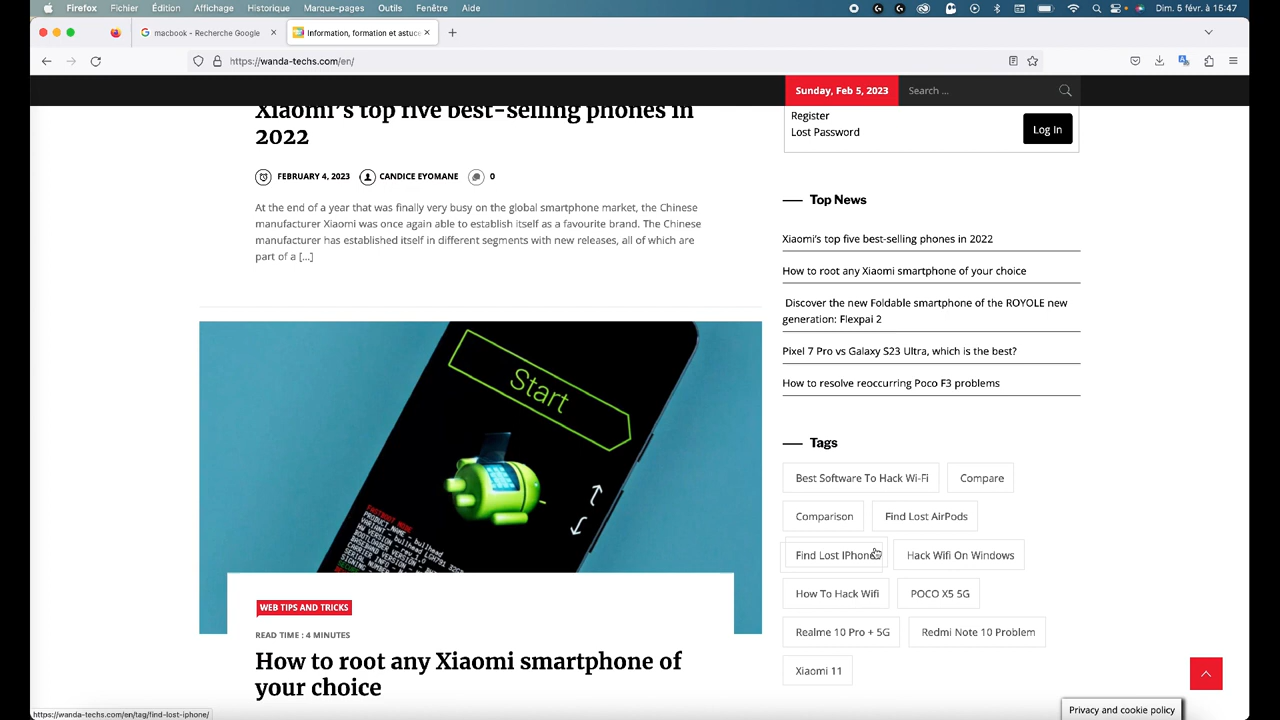 Firefox Fichier Édition Affichage Historique Marque-pages Outils Fenêtre Aide Dim. 5 févr à 15:47
macbook - Recherche Google
Information, formation et astuce
https://wanda-techs.com/en/
Sunday, Feb 5, 2023
Search ...
Xiaomi's top five best-selling phones in
2022
FEBRUARY 4, 2023 CANDICE EYOMANE 0
At the end of a year that was finally very busy on the global smartphone market, the Chinese
manufacturer Xiaomi was once again able to establish itself as a favourite brand. The Chinese
manufacturer has established itself in different segments with new releases, all of which are
part of a [...]
Start
FASTBOOT MODE
PRODUCT_NAME - bullhead
WEB TIPS AND TRICKS
READ TIME : 4 MINUTES
How to root any Xiaomi smartphone of
your choice
Register
Lost Password
Log In
Top News
Xiaomi's top five best-selling phones in 2022
How to root any Xiaomi smartphone of your choice
Discover the new Foldable smartphone of the ROYOLE new
generation: Flexpai 2
Pixel 7 Pro vs Galaxy S23 Ultra, which is the best?
How to resolve reoccurring Poco F3 problems
Tags
Best Software To Hack Wi-Fi
Compare
Comparison
Find Lost AirPods
Find Lost IPhone
Hack Wifi On Windows
How To Hack Wifi
POCO X5 5G
Realme 10 Pro + 5G
Redmi Note 10 Problem
Xiaomi 11
Privacy and cookie policy
https://wanda-techs.com/en/tag/find-lost-iphone/